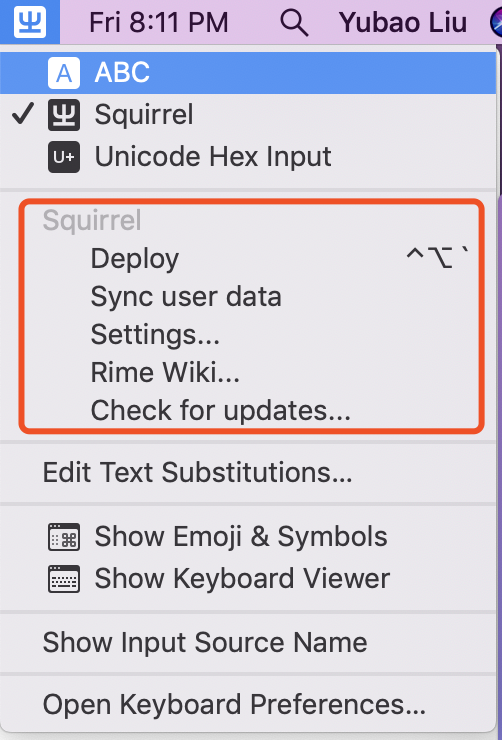 Fri 8:11 PM Yubao Liu
A ABC
✓ Squirrel
U+ Unicode Hex Input
Squirrel
Deploy ^⌥`
Sync user data
Settings...
Rime Wiki...
Check for updates...
Edit Text Substitutions...
Show Emoji & Symbols
Show Keyboard Viewer
Show Input Source Name
Open Keyboard Preferences...